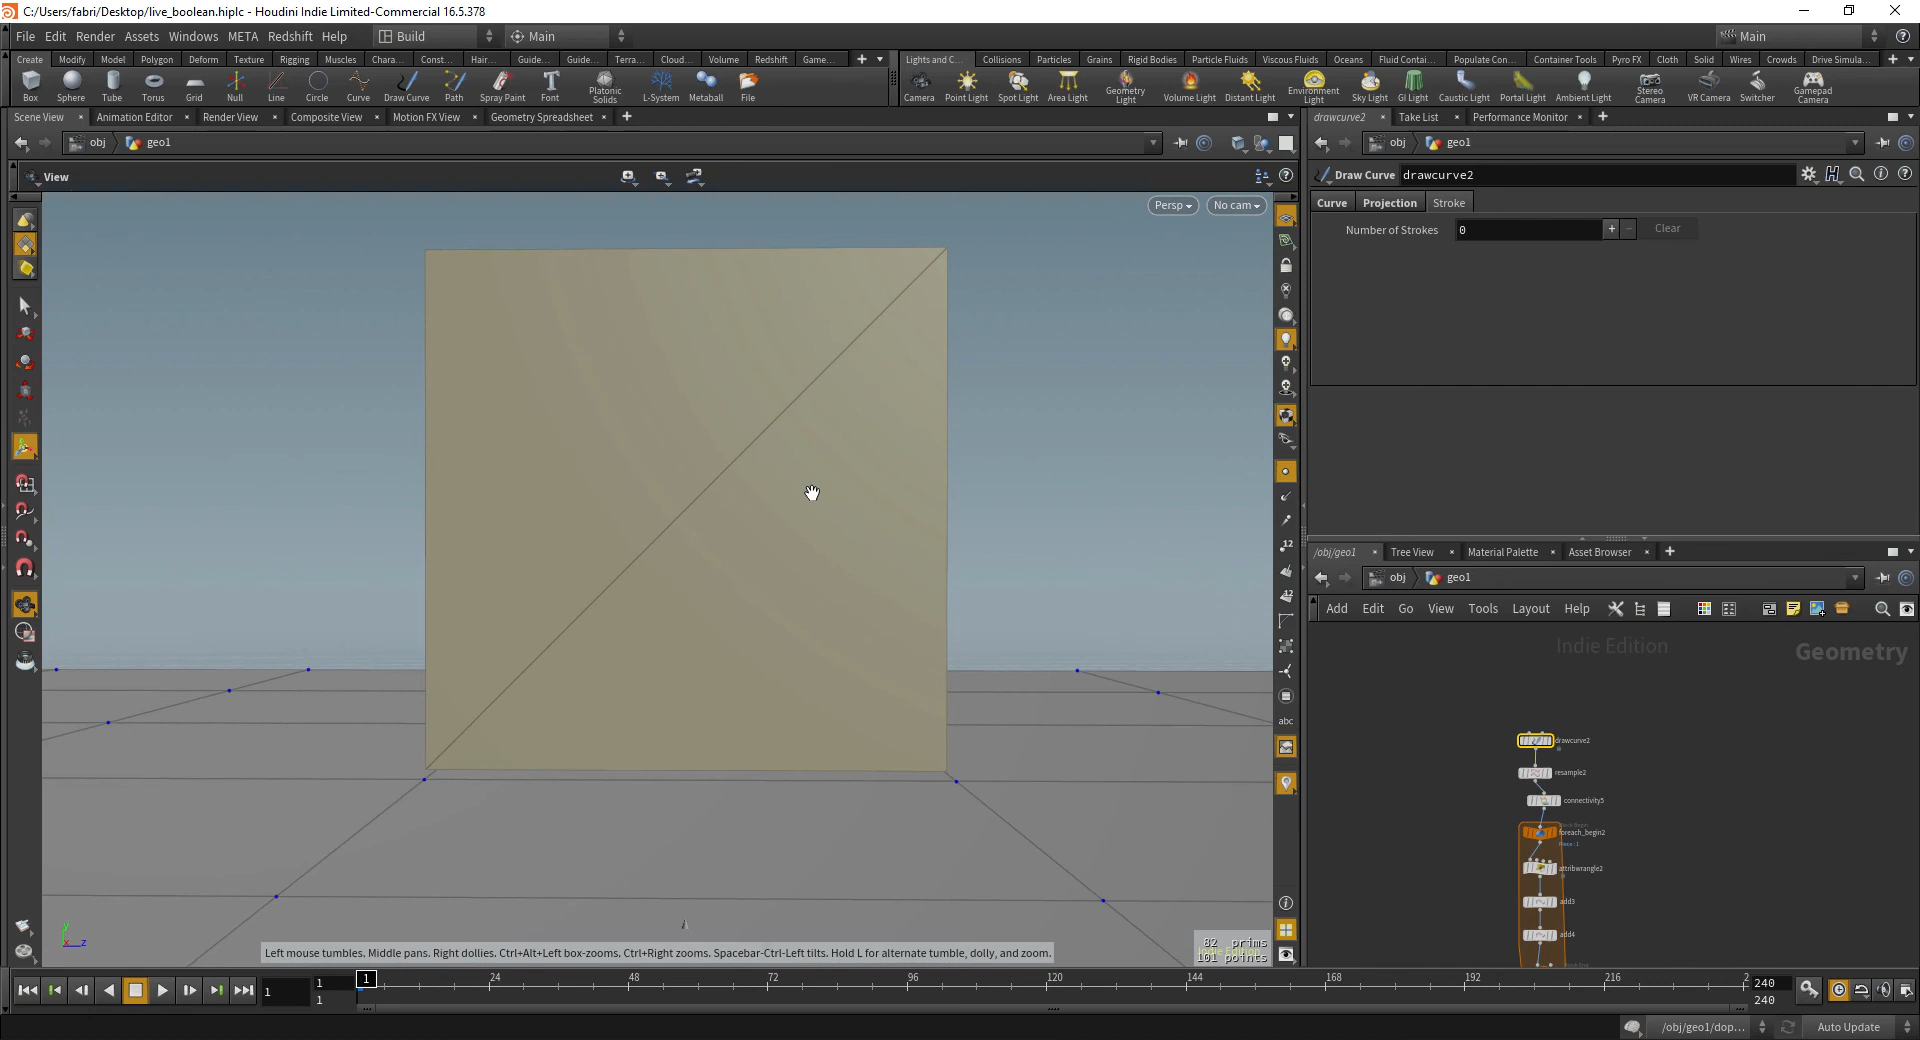 C:/Users/fabri/Desktop/live_boolean.hiplc - Houdini Indie Limited-Commercial 16.5.378
File Edit Render Assets Windows META Redshift Help Build Main Main
Create Modify Model Polygon Deform Texture Rigging Muscles Chara... Const... Hair... Guide... Guide... Terra... Cloud... Volume Redshift Game...
Lights and C... Collisions Particles Grains Rigid Bodies Particle Fluids Viscous Fluids Oceans Fluid Contai... Populate Con... Container Tools Pyro FX Cloth Solid Wires Crowds Drive Simula...
Box Sphere Tube Torus Grid Null Line Circle Curve Draw Curve Path Spray Paint Font Platonic Solids L-System Metaball File
Camera Point Light Spot Light Area Light Geometry Light Volume Light Distant Light Environment Light Sky Light GI Light Caustic Light Portal Light Ambient Light Stereo Camera VR Camera Switcher Gamepad Camera
Scene View Animation Editor Render View Composite View Motion FX View Geometry Spreadsheet
drawcurve2 Take List Performance Monitor
obj geo1
obj geo1
View
Draw Curve drawcurve2
Persp No cam
Curve Projection Stroke
Number of Strokes 0 + - Clear
12
12
abc
/obj/geo1 Tree View Material Palette Asset Browser
obj geo1
Add Edit Go View Tools Layout Help
Indie Edition
Geometry
drawcurve2
resample2
connectivity5
foreach_begin2
Piece : 1
attribwrangle2
add3
add4
y
x z
82 prims
101 points
Left mouse tumbles. Middle pans. Right dollies. Ctrl+Alt+Left box-zooms. Ctrl+Right zooms. Spacebar-Ctrl-Left tilts. Hold L for alternate tumble, dolly, and zoom.
1 1 1 1 24 48 72 96 120 144 168 192 216 2 240
240
/obj/geo1/dop... Auto Update